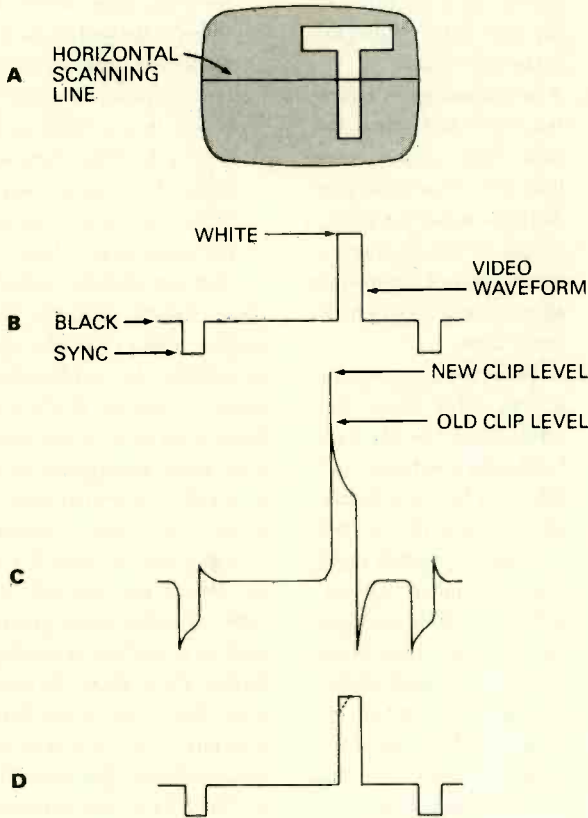 A
HORIZONTAL
SCANNING
LINE
T
WHITE
VIDEO
WAVEFORM
B
BLACK
SYNC
NEW CLIP LEVEL
OLD CLIP LEVEL
C
D